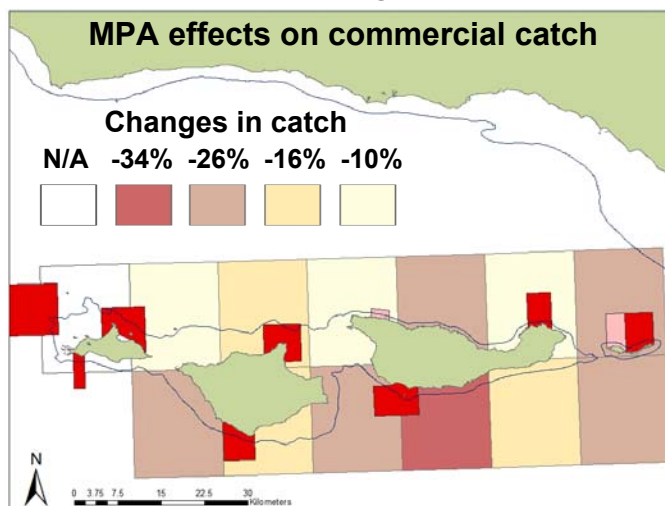 MPA effects on commercial catch
Changes in catch
N/A -34% -26% -16% -10%
N
0 3.75 7.5 15 22.5 30
Kilometers